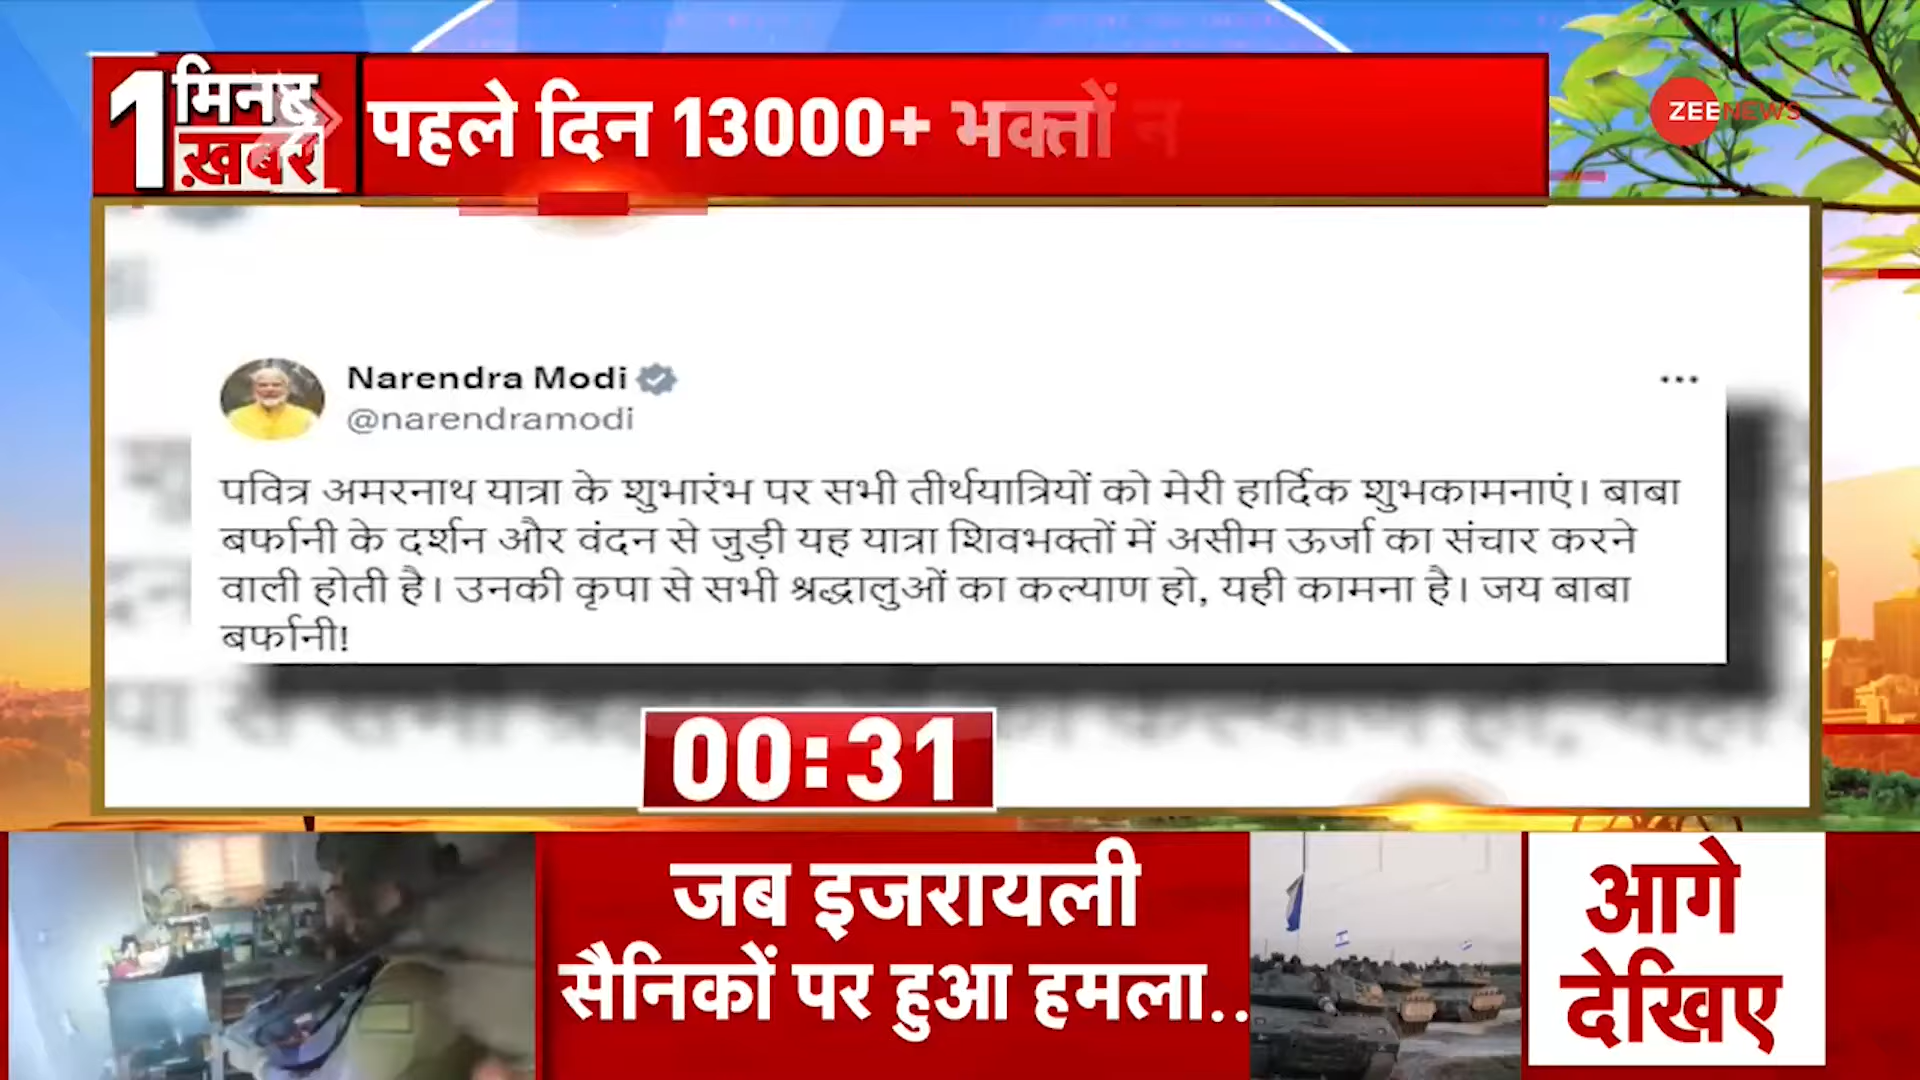 1 मिनट ख़बर
पहले दिन 13000+ भक्तों न
ZEE NEWS
Narendra Modi
@narendramodi
पवित्र अमरनाथ यात्रा के शुभारंभ पर सभी तीर्थयात्रियों को मेरी हार्दिक शुभकामनाएं। बाबा
बर्फानी के दर्शन और वंदन से जुड़ी यह यात्रा शिवभक्तों में असीम ऊर्जा का संचार करने
वाली होती है। उनकी कृपा से सभी श्रद्धालुओं का कल्याण हो, यही कामना है। जय बाबा
बर्फानी!
00:31
जब इजरायली
सैनिकों पर हुआ हमला..
आगे
देखिए